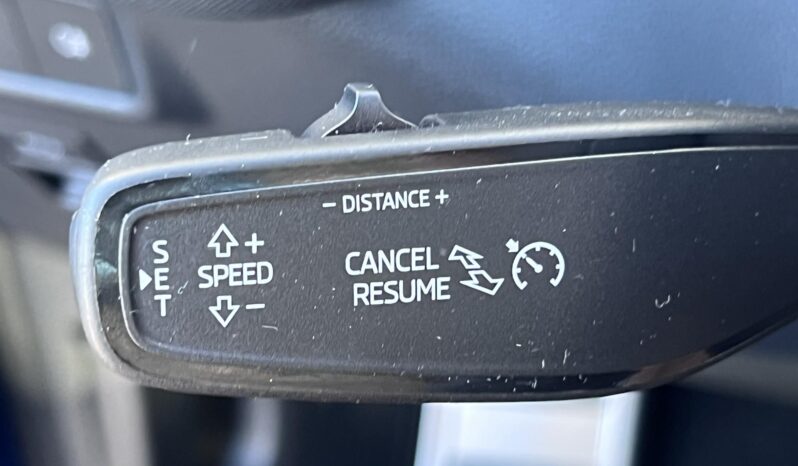 − DISTANCE +
SET
+
SPEED
−
CANCEL
RESUME